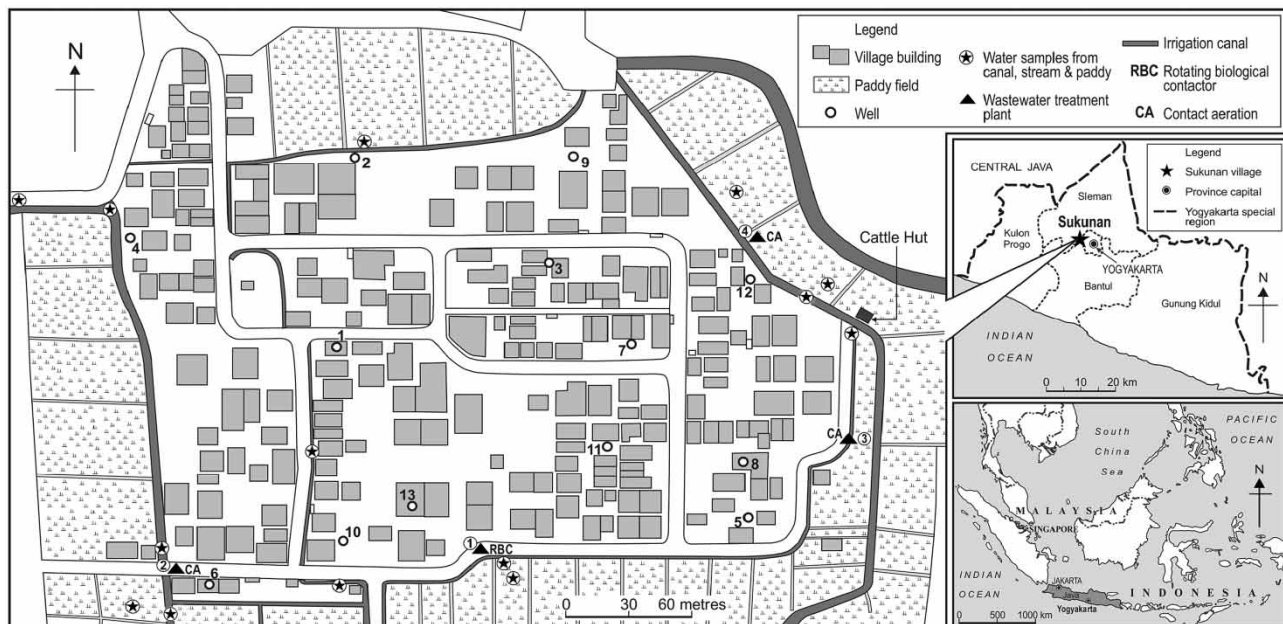 N
2
9
4
3
12
1
7
11
8
13
5
10
6
4 CA
Cattle Hut
CA 3
1 RBC
2 CA
0 30 60 metres
Legend
Village building
Paddy field
Well
Water samples from
canal, stream & paddy
Wastewater treatment
plant
Irrigation canal
RBC Rotating biological
contactor
CA Contact aeration
CENTRAL JAVA
Legend
Sukunan village
Province capital
Yogyakarta special
region
Sleman
Kulon
Progo
Sukunan
YOGYAKARTA
Bantul
Gunung Kidul
INDIAN
OCEAN
N
0 10 20 km
PACIFIC
OCEAN
South
China
Sea
N
MALAYSIA
SINGAPORE
INDIAN
OCEAN
JAKARTA
Java
Yogyakarta
INDONESIA
0 500 1000 km